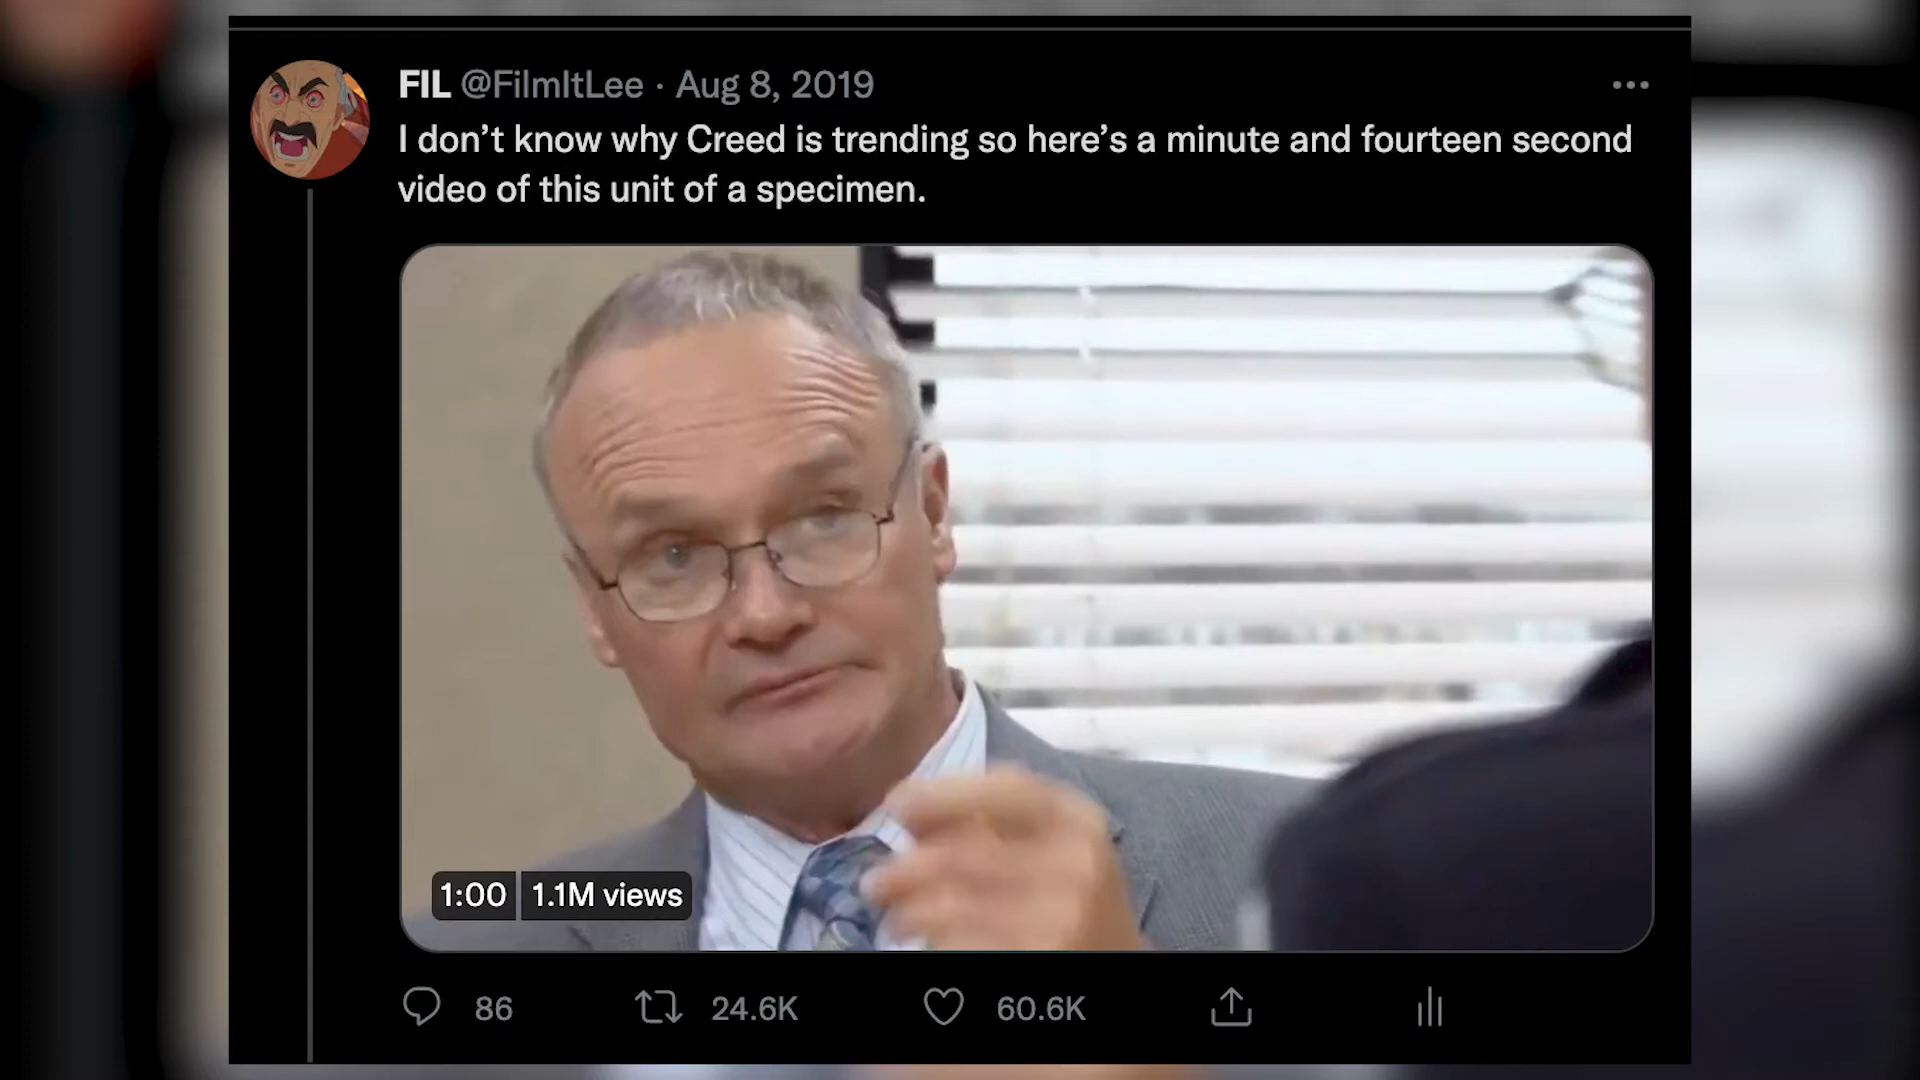 FIL @FilmItLee · Aug 8, 2019
I don’t know why Creed is trending so here’s a minute and fourteen second
video of this unit of a specimen.
1:00 1.1M views
86 24.6K 60.6K